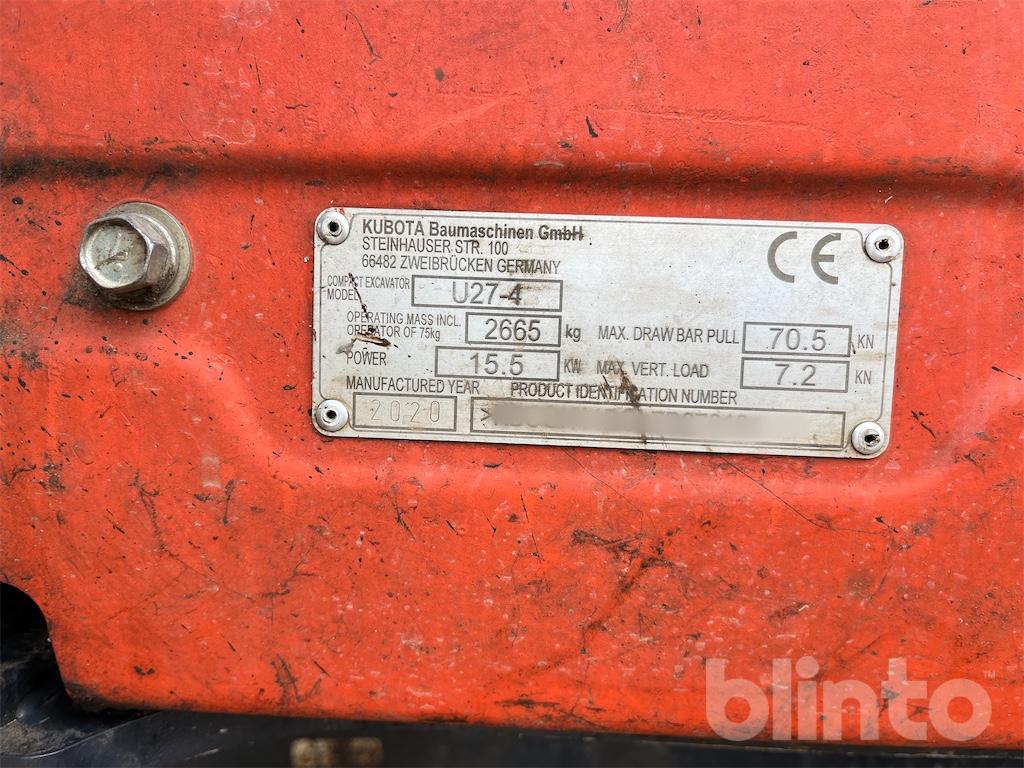 KUBOTA Baumaschinen GmbH
STEINHAUSER STR. 100
66482 ZWEIBRÜCKEN GERMANY
CE
COMPACT EXCAVATOR
MODEL
U27-4
OPERATING MASS INCL.
OPERATOR OF 75kg
2665 kg
MAX. DRAW BAR PULL 70.5 KN
POWER 15.5 KW
MAX. VERT. LOAD 7.2 KN
MANUFACTURED YEAR
PRODUCT IDENTIFICATION NUMBER
2020
blinto™